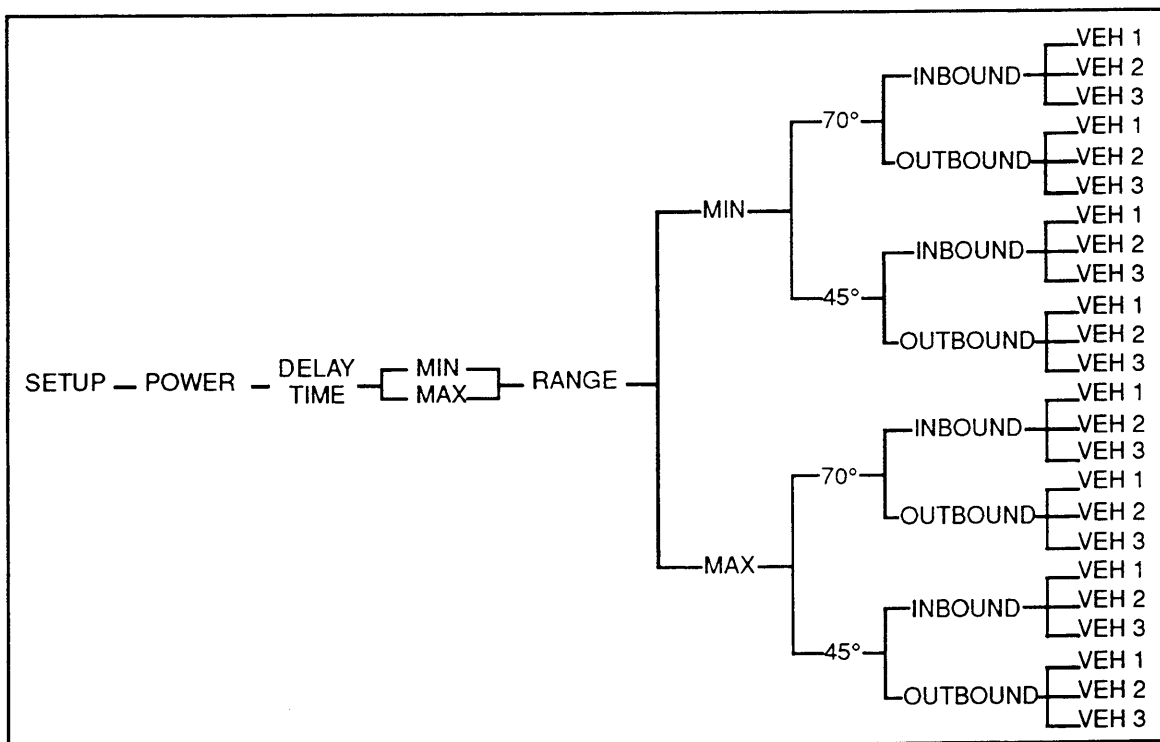 SETUP
POWER
DELAY
TIME
MIN
MAX
RANGE
MIN
70°
INBOUND
VEH 1
VEH 2
VEH 3
OUTBOUND
VEH 1
VEH 2
VEH 3
45°
INBOUND
VEH 1
VEH 2
VEH 3
OUTBOUND
VEH 1
VEH 2
VEH 3
MAX
70°
INBOUND
VEH 1
VEH 2
VEH 3
OUTBOUND
VEH 1
VEH 2
VEH 3
45°
INBOUND
VEH 1
VEH 2
VEH 3
OUTBOUND
VEH 1
VEH 2
VEH 3